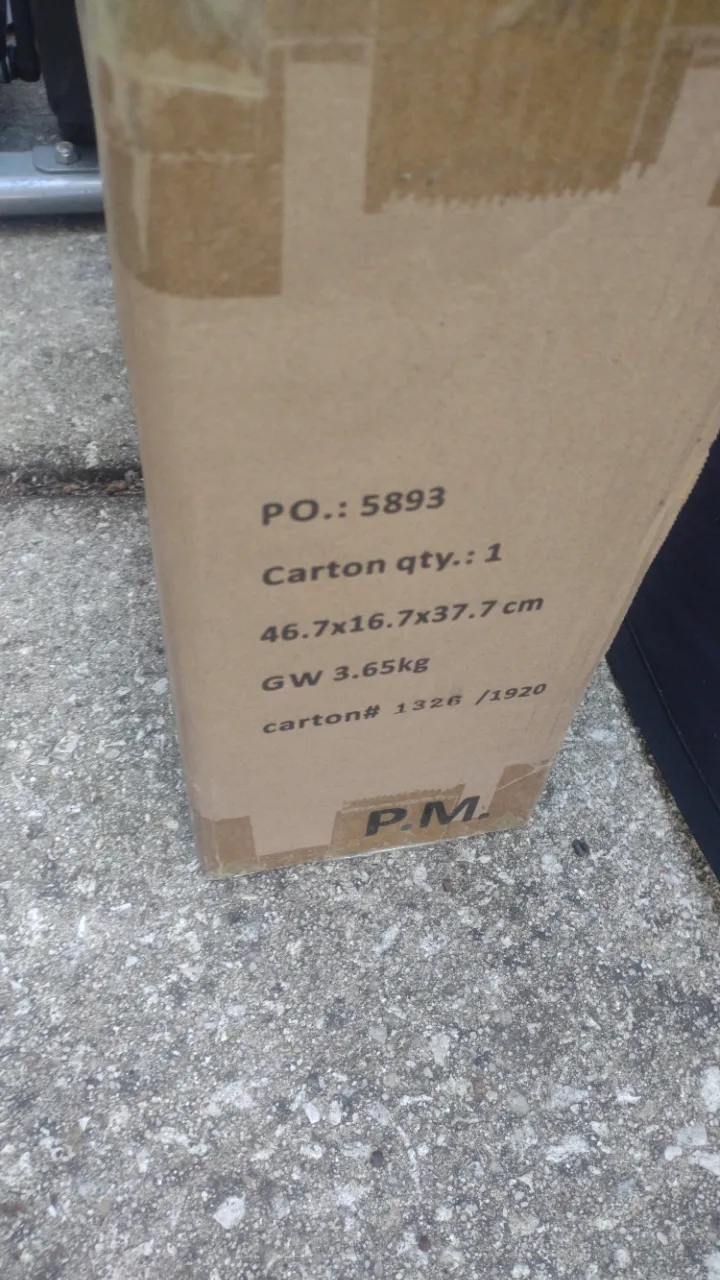 PO.: 5893
Carton qty.: 1
46.7x16.7x37.7 cm
GW 3.65kg
carton# 1326 /1920
P.M.